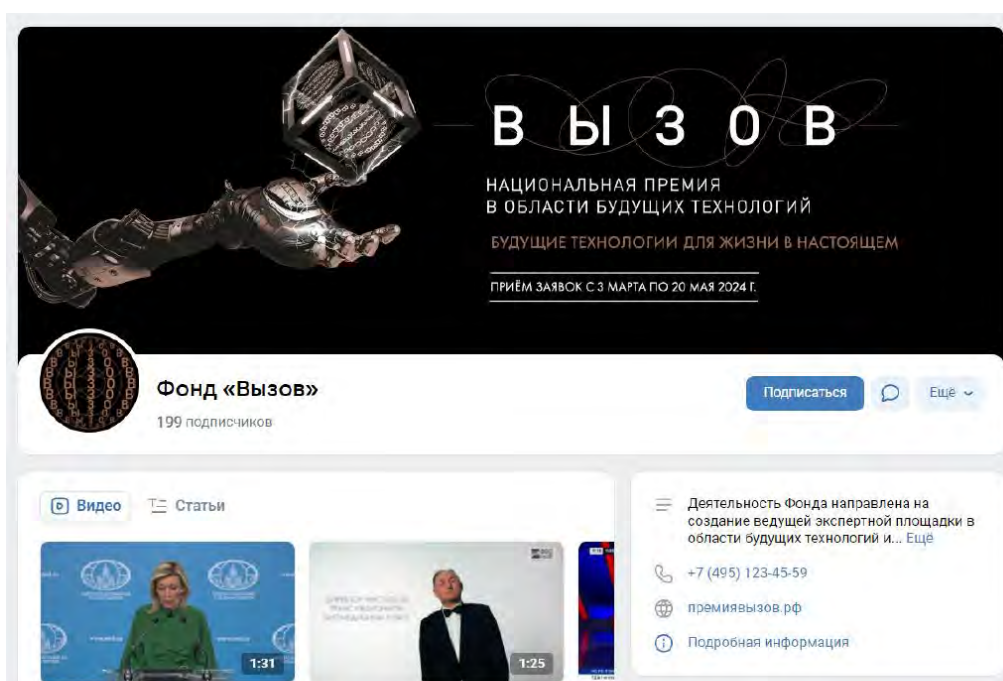 ВЫЗОВ
НАЦИОНАЛЬНАЯ ПРЕМИЯ
В ОБЛАСТИ БУДУЩИХ ТЕХНОЛОГИЙ
БУДУЩИЕ ТЕХНОЛОГИИ ДЛЯ ЖИЗНИ В НАСТОЯЩЕМ
ПРИЁМ ЗАЯВОК С 3 МАРТА ПО 20 МАЯ 2024 Г.
Фонд «Вызов»
199 подписчиков
Подписаться
Ещё
Видео
Статьи
1:31
1:25
Деятельность Фонда направлена на
создание ведущей экспертной площадки в
области будущих технологий и... Ещё
+7 (495) 123-45-59
премиявызов.рф
Подробная информация